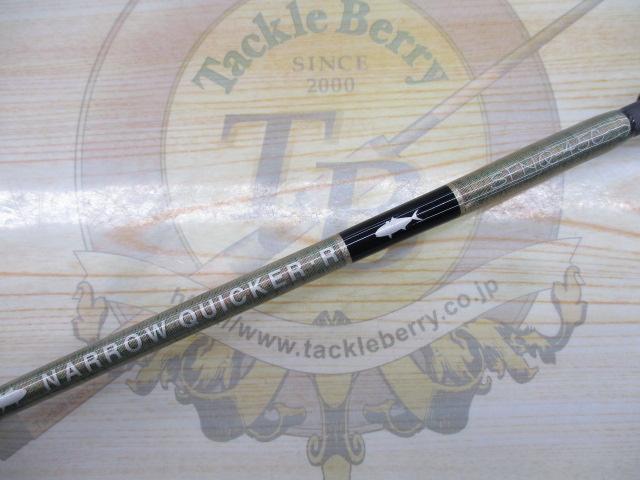 Tackle Berry
SINCE
2000
TB
http://www.tackleberry.co.jp
NARROW QUICKER·R